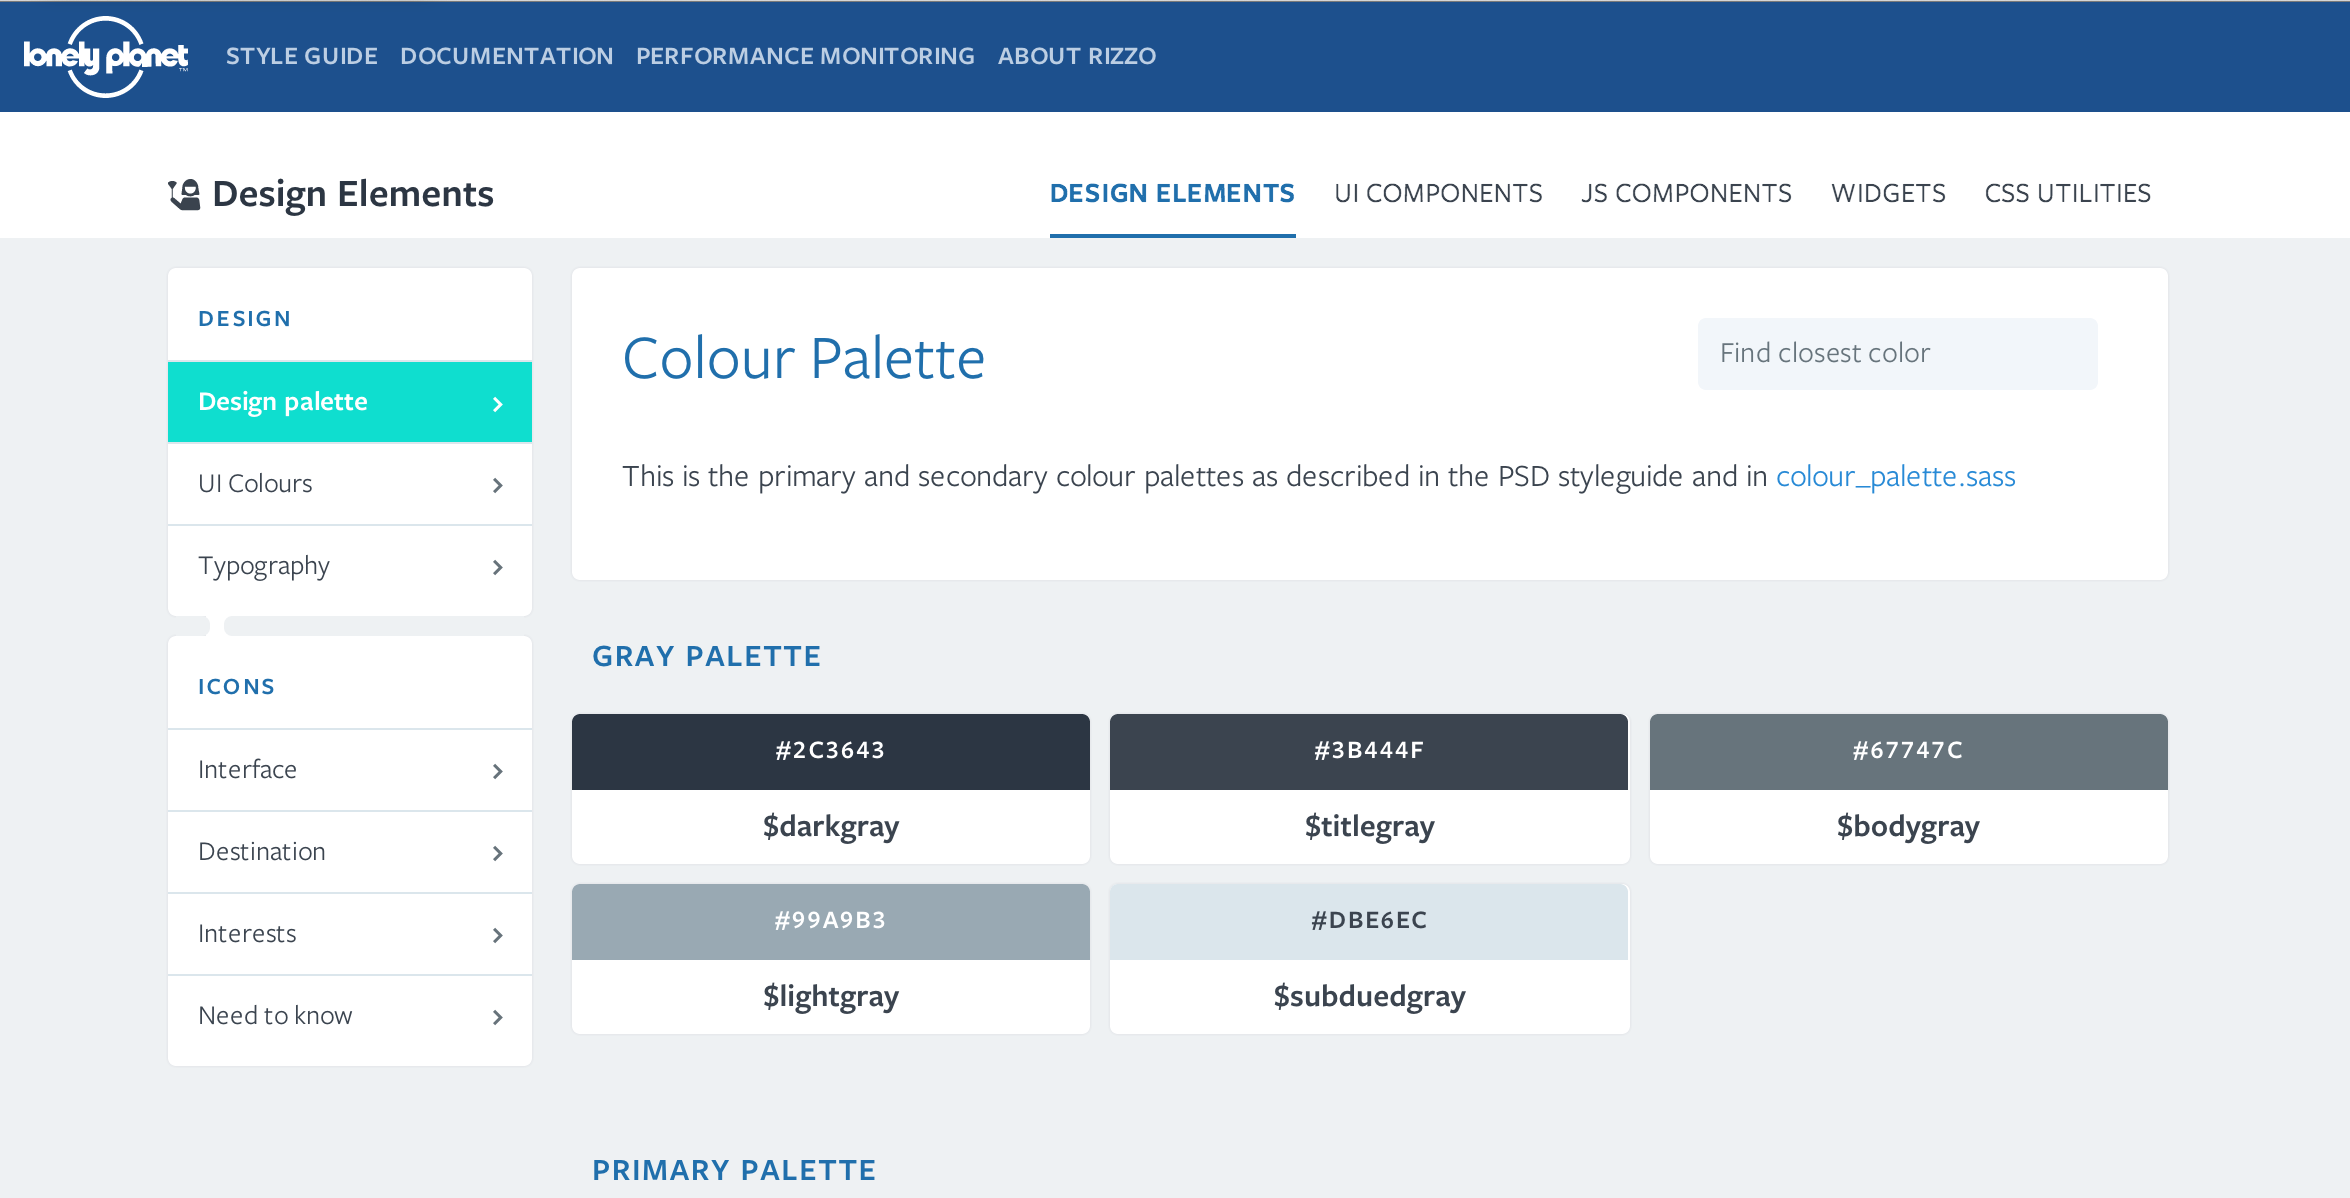 lonely planet™
STYLE GUIDE DOCUMENTATION PERFORMANCE MONITORING ABOUT RIZZO
Design Elements
DESIGN ELEMENTS UI COMPONENTS JS COMPONENTS WIDGETS CSS UTILITIES
DESIGN
Design palette
UI Colours
Typography
ICONS
Interface
Destination
Interests
Need to know
Colour Palette
Find closest color
This is the primary and secondary colour palettes as described in the PSD styleguide and in colour_palette.sass
GRAY PALETTE
#2C3643
$darkgray
#3B444F
$titlegray
#67747C
$bodygray
#99A9B3
$lightgray
#DBE6EC
$subduedgray
PRIMARY PALETTE